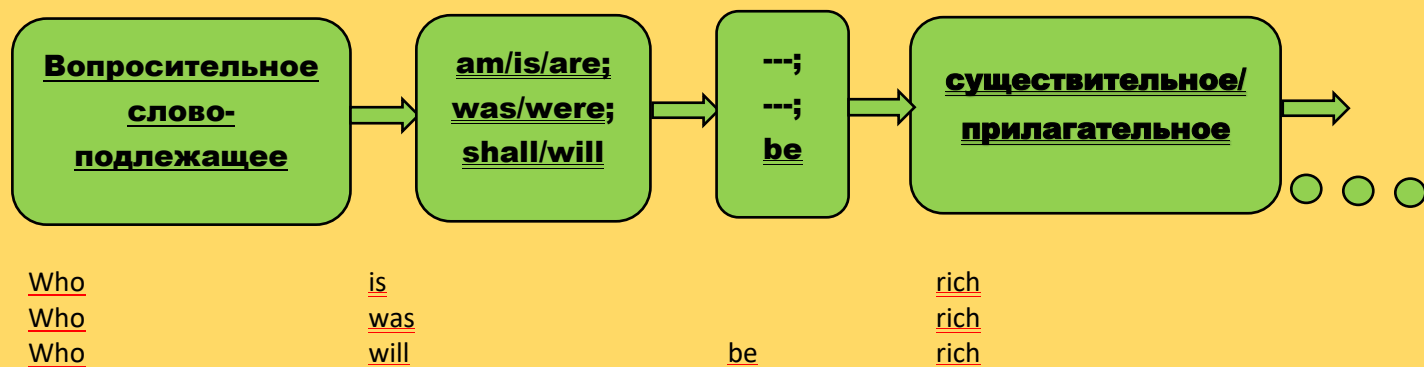 Вопросительное
слово-
подлежащее
am/is/are;
was/were;
shall/will
---;
---;
be
существительное/
прилагательное
Who is rich
Who was rich
Who will be rich